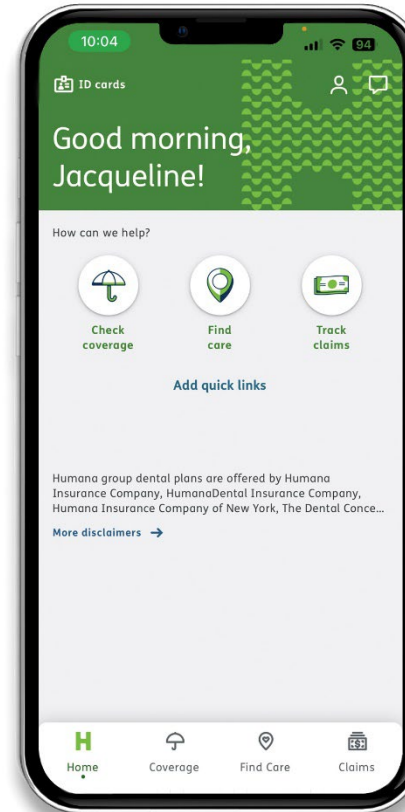 10:04
94
ID cards
Good morning,
Jacqueline!
How can we help?
Check
coverage
Find
care
Track
claims
Add quick links
Humana group dental plans are offered by Humana
Insurance Company, HumanaDental Insurance Company,
Humana Insurance Company of New York, The Dental Conce...
More disclaimers →
H
Home
Coverage
Find Care
Claims